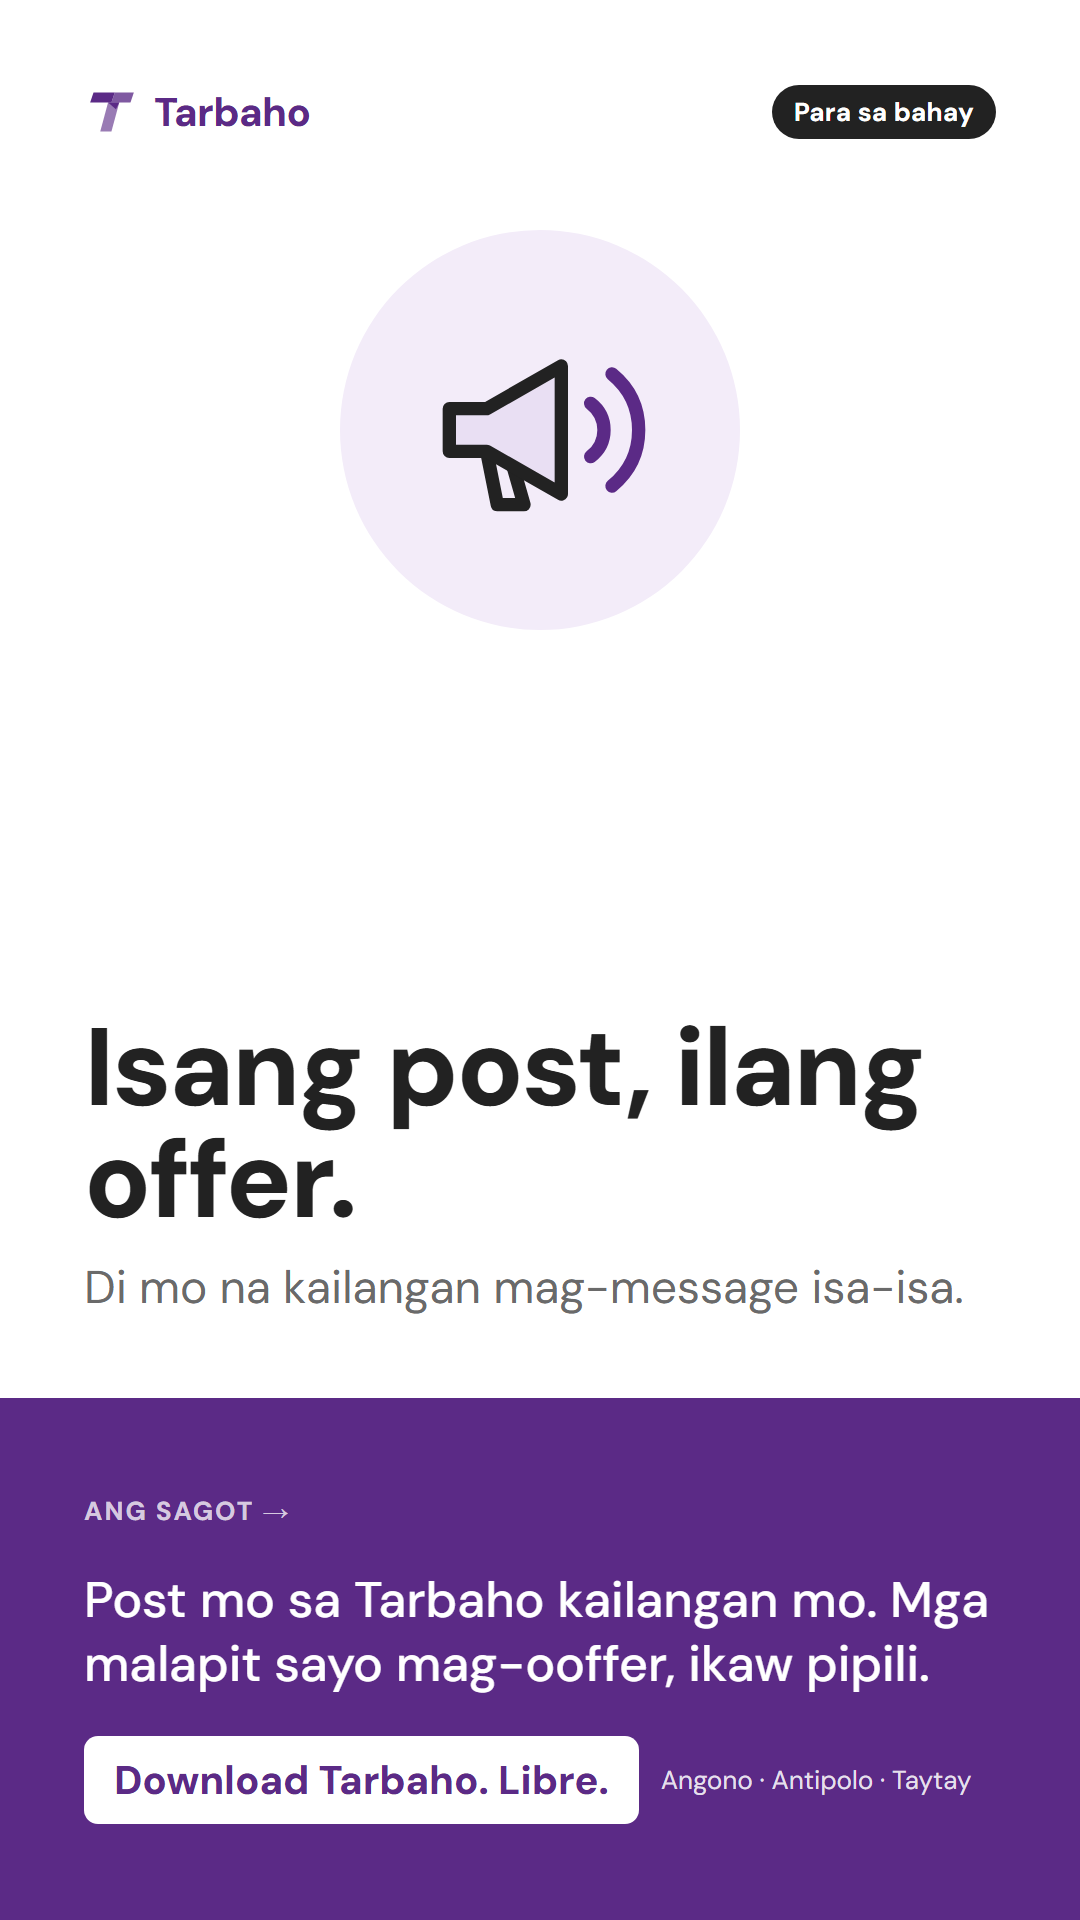 Tarbaho
Para sa bahay
Isang post, ilang
offer.
Di mo na kailangan mag-message isa-isa.
ANG SAGOT →
Post mo sa Tarbaho kailangan mo. Mga
malapit sayo mag-ooffer, ikaw pipili.
Download Tarbaho. Libre.
Angono · Antipolo · Taytay